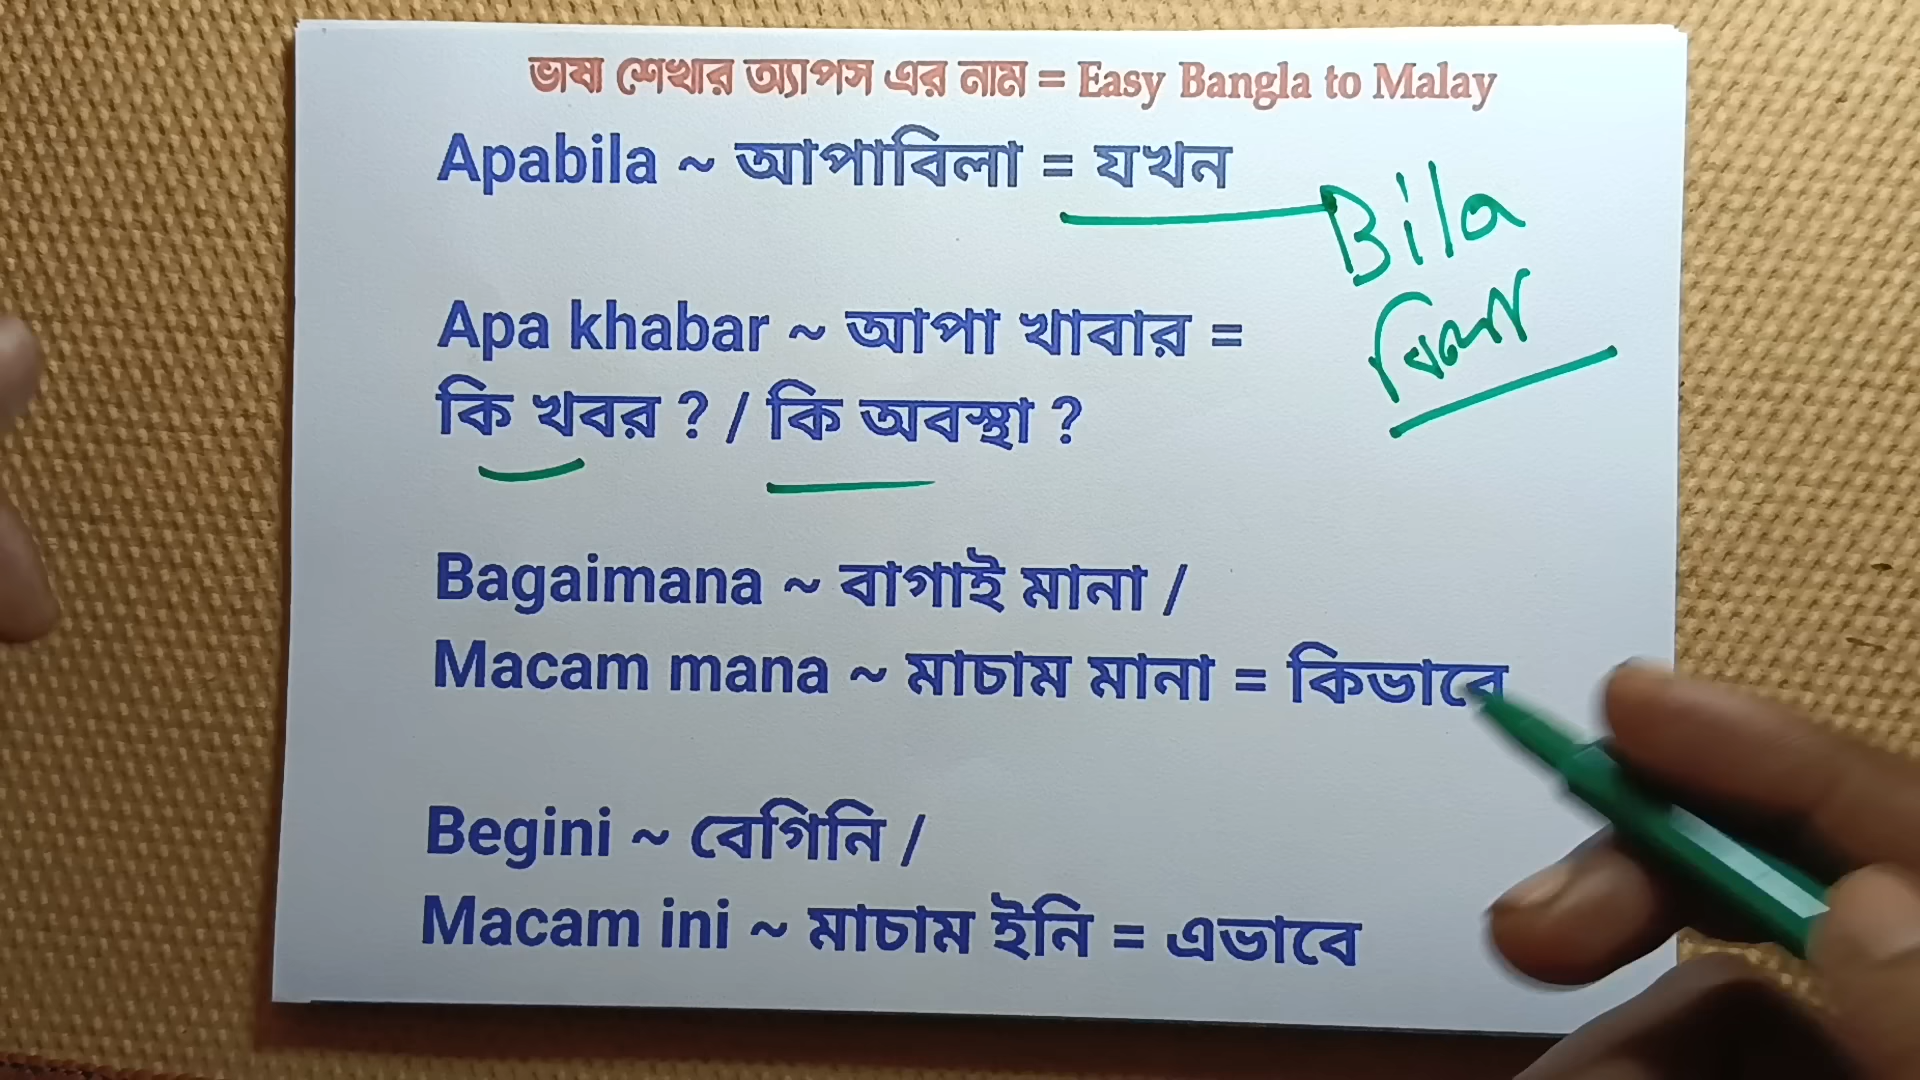 ভাষা শেখার অ্যাপস এর নাম = Easy Bangla to Malay
Apabila ~ আপাবিলা = যখন
Bila
বিলা
Apa khabar ~ আপা খাবার =
কি খবর ? / কি অবস্থা ?
Bagaimana ~ বাগাই মানা /
Macam mana ~ মাচাম মানা = কিভাবে
Begini ~ বেগিনি /
Macam ini ~ মাচাম ইনি = এভাবে